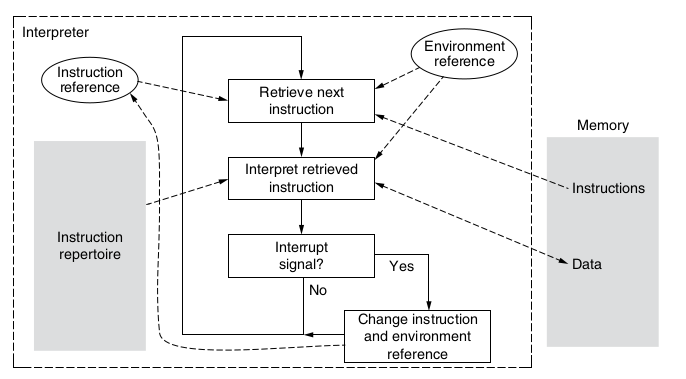 Interpreter
Instruction
reference
Environment
reference
Retrieve next
instruction
Memory
Interpret retrieved
instruction
Instructions
Instruction
repertoire
Interrupt
signal?
Yes
Data
No
Change instruction
and environment
reference